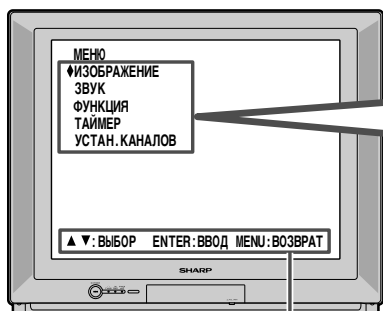 МЕНЮ
♦ИЗОБРАЖЕНИЕ
ЗВУК
ФУНКЦИЯ
ТАЙМЕР
УСТАН.КАНАЛОВ
▲ ▼:ВЫБОР ENTER:ВВОД MENU:ВОЗВРАТ
SHARP